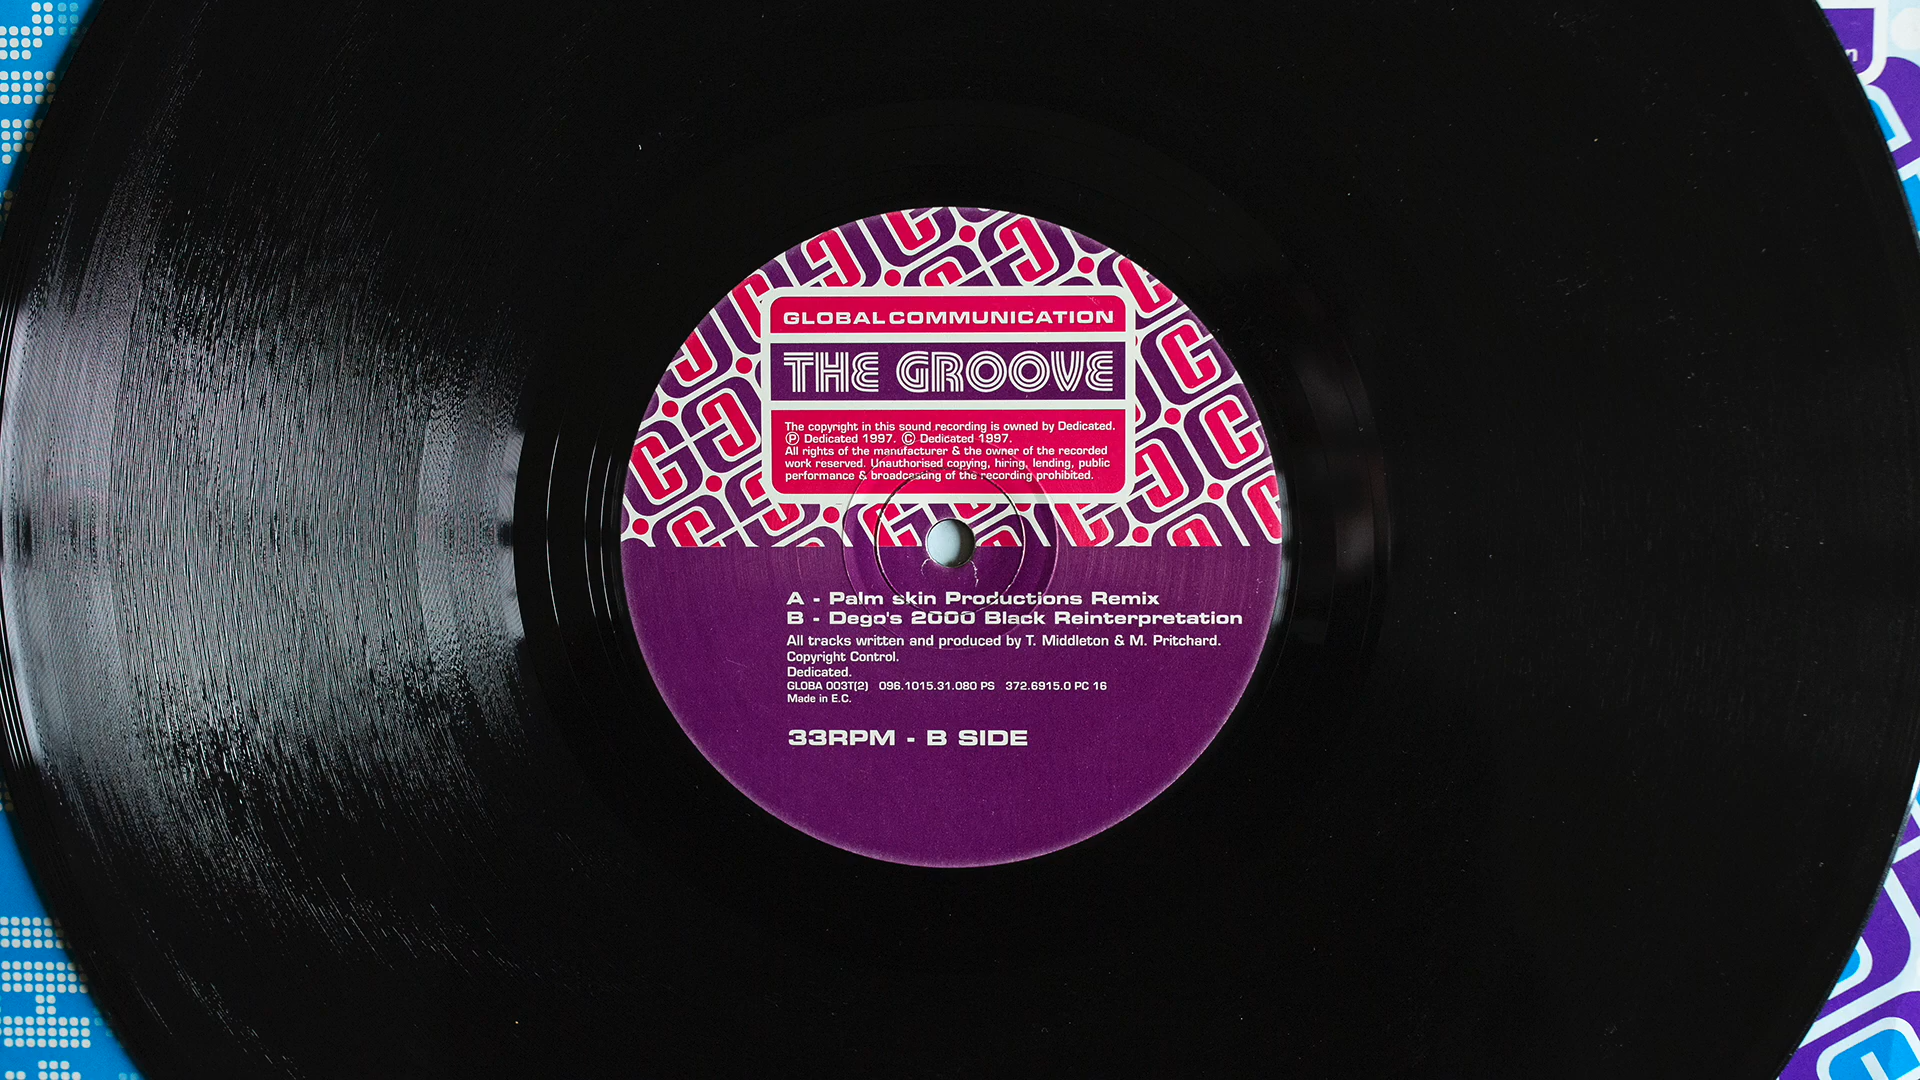 GLOBAL COMMUNICATION
THE GROOVE
The copyright in this sound recording is owned by Dedicated.
Ⓟ Dedicated 1997. Ⓒ Dedicated 1997.
All rights of the manufacturer & the owner of the recorded
work reserved. Unauthorised copying, hiring, lending, public
performance & broadcasting of the recording prohibited.
A - Palm skin Productions Remix
B - Dego's 2000 Black Reinterpretation
All tracks written and produced by T. Middleton & M. Pritchard.
Copyright Control.
Dedicated.
GLOBA 003T(2) 096.1015.31.080 PS 372.6915.0 PC 16
Made in E.C.
33RPM - B SIDE